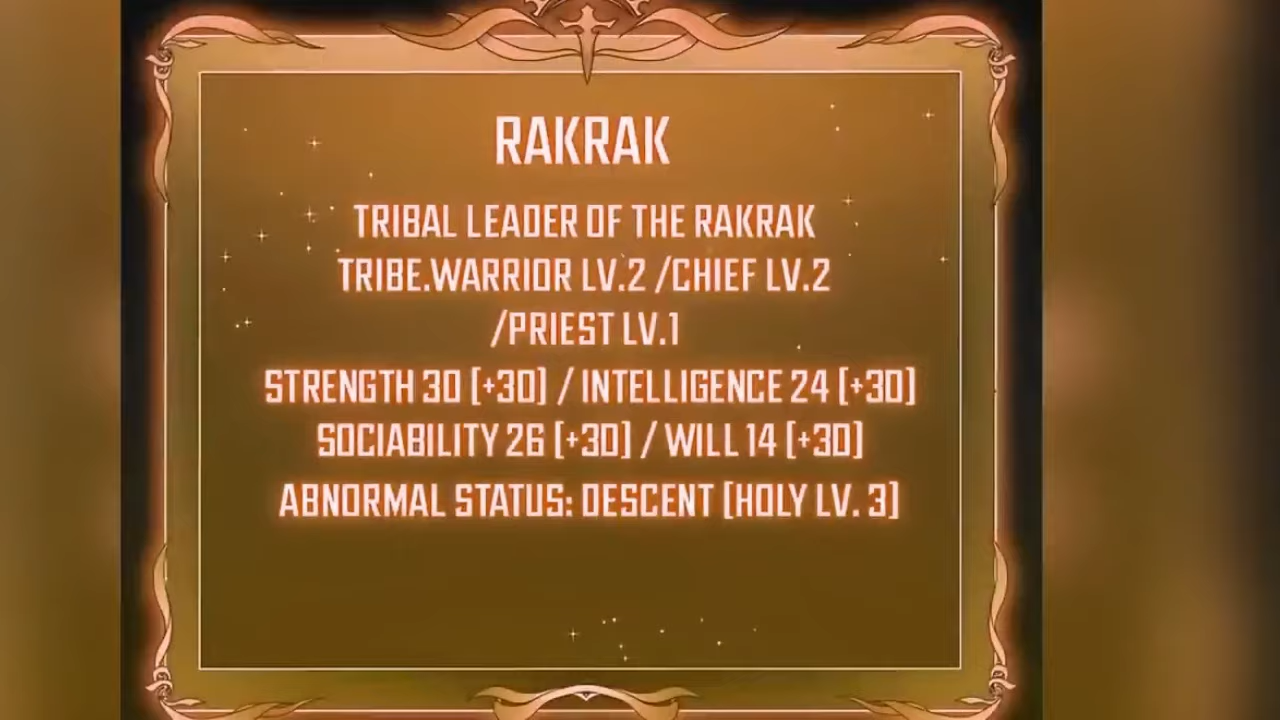 RAKRAK
TRIBAL LEADER OF THE RAKRAK
TRIBE.WARRIOR LV.2 /CHIEF LV.2
/PRIEST LV.1
STRENGTH 30 [+30] / INTELLIGENCE 24 [+30]
SOCIABILITY 26 [+30] / WILL 14 [+30]
ABNORMAL STATUS: DESCENT [HOLY LV. 3]